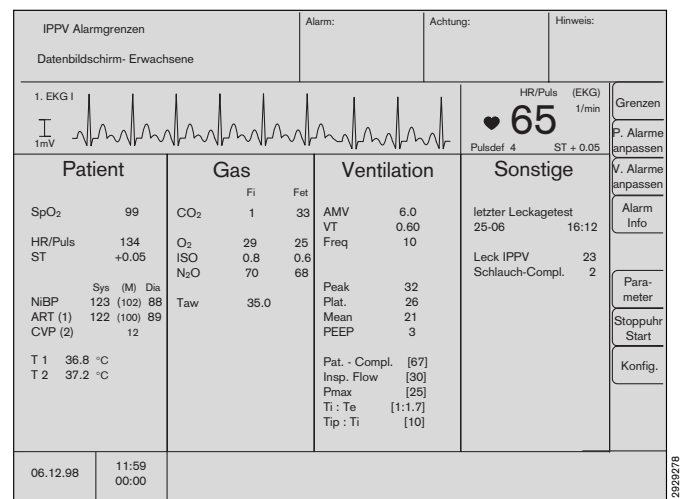 IPPV Alarmgrenzen
Datenbildschirm- Erwachsene
Alarm:
Achtung:
Hinweis:
1. EKG I
1mV
HR/Puls (EKG)
65 1/min
Pulsdef 4 ST + 0.05
Grenzen
P. Alarme
anpassen
V. Alarme
anpassen
Alarm
Info
Para-
meter
Stoppuhr
Start
Konfig.
Patient
SpO₂ 99
HR/Puls 134
ST +0.05
Sys (M) Dia
NiBP 123 (102) 88
ART (1) 122 (100) 89
CVP (2) 12
T 1 36.8 °C
T 2 37.2 °C
Gas
Fi Fet
CO₂ 1 33
O₂ 29 25
ISO 0.8 0.6
N₂O 70 68
Taw 35.0
Ventilation
AMV 6.0
VT 0.60
Freq 10
Peak 32
Plat. 26
Mean 21
PEEP 3
Pat. - Compl. [67]
Insp. Flow [30]
Pmax [25]
Ti : Te [1:1.7]
Tip : Ti [10]
Sonstige
letzter Leckagetest
25-06 16:12
Leck IPPV 23
Schlauch-Compl. 2
06.12.98
11:59
00:00
2929278